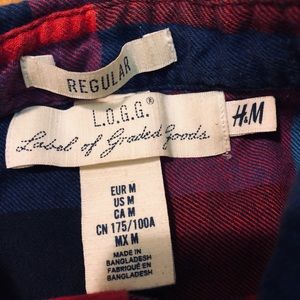 REGULAR
L.O.G.G.®
Label of Graded Goods
H&M
EUR M
US M
CA M
CN 175/100A
MX M
MADE IN
BANGLADESH
FABRIQUÉ EN
BANGLADESH